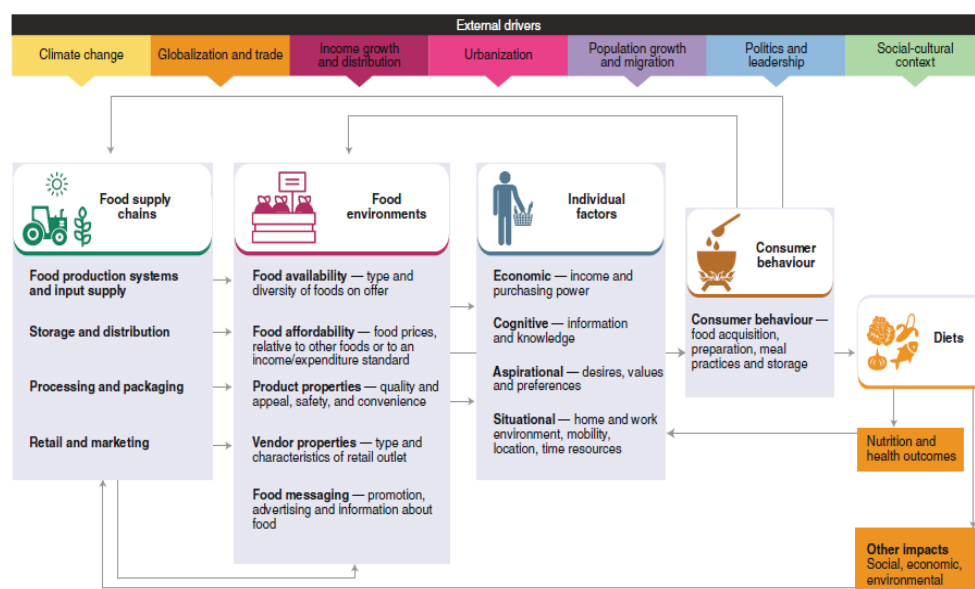 External drivers
Climate change
Globalization and trade
Income growth
and distribution
Urbanization
Population growth
and migration
Politics and
leadership
Social-cultural
context
Food supply
chains
Food production systems
and input supply
Storage and distribution
Processing and packaging
Retail and marketing
Food
environments
Food availability — type and
diversity of foods on offer
Food affordability — food prices,
relative to other foods or to an
income/expenditure standard
Product properties — quality and
appeal, safety, and convenience
Vendor properties — type and
characteristics of retail outlet
Food messaging — promotion,
advertising and information about
food
Individual
factors
Economic — income and
purchasing power
Cognitive — information
and knowledge
Aspirational — desires, values
and preferences
Situational — home and work
environment, mobility,
location, time resources
Consumer
behaviour
Consumer behaviour —
food acquisition,
preparation, meal
practices and storage
Diets
Nutrition and
health outcomes
Other impacts
Social, economic,
environmental